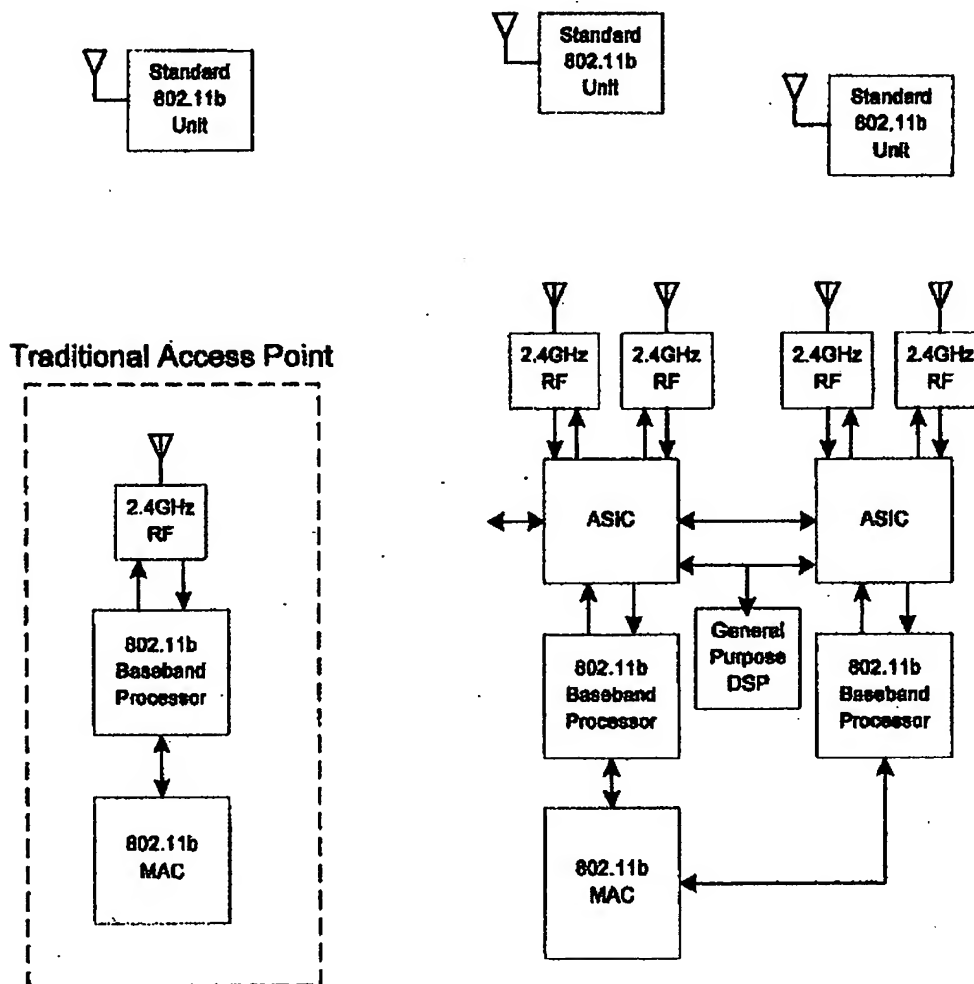 Standard
802.11b
Unit
Standard
802.11b
Unit
Standard
802.11b
Unit
Traditional Access Point
2.4GHz
RF
802.11b
Baseband
Processor
802.11b
MAC
2.4GHz
RF
2.4GHz
RF
2.4GHz
RF
2.4GHz
RF
ASIC
ASIC
802.11b
Baseband
Processor
General
Purpose
DSP
802.11b
Baseband
Processor
802.11b
MAC